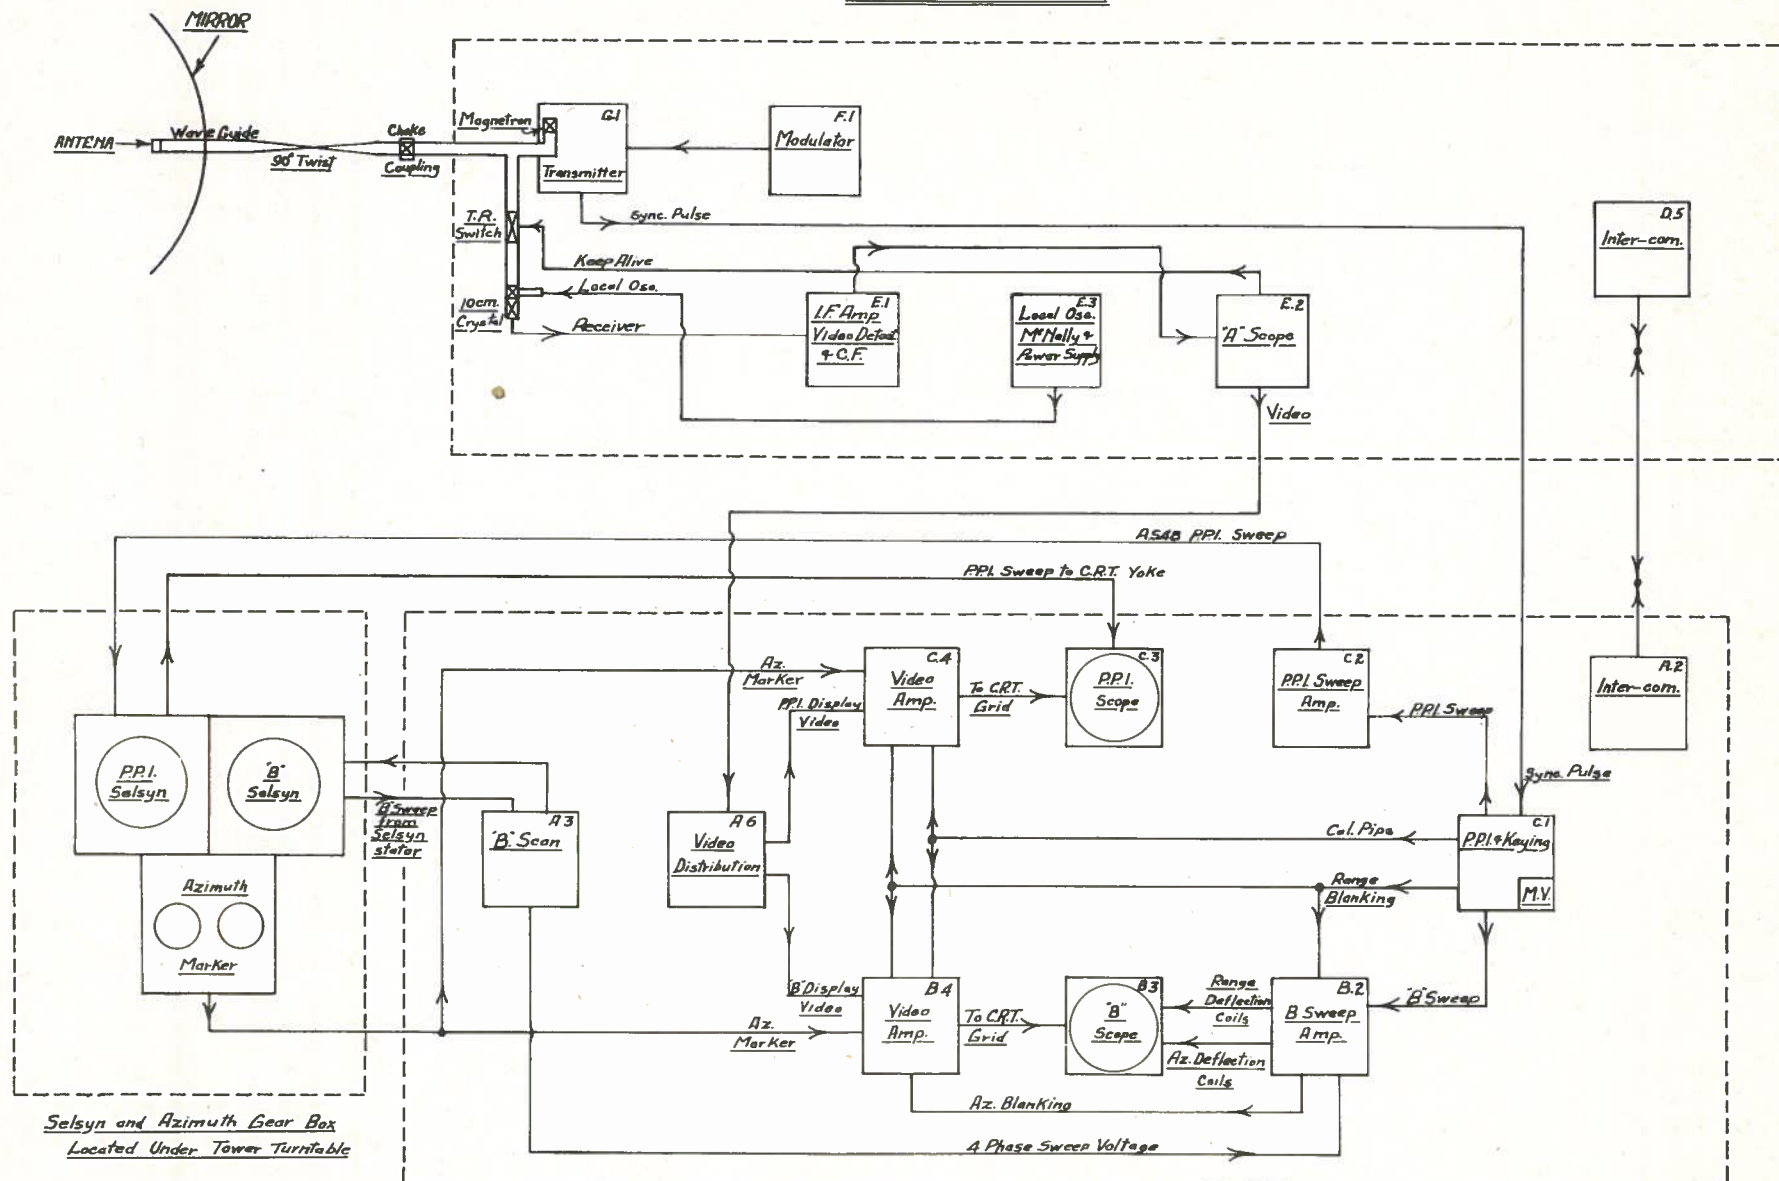 MIRROR
ANTENA
Wave Guide
90° Twist
Choke
Coupling
Magnetron
G.1
Transmitter
F.1
Modulator
T.R.
Switch
Sync. Pulse
Keep Alive
Local Osc.
10cm.
Crystal
Receiver
E.1
I.F. Amp
Video Detect
& C.F.
E.3
Local Osc.
McNally &
Power Supply
E.2
"A" Scope
Video
D.5
Inter-com.
A.2
Inter-com.
P.P.I. Sweep
P.P.I. Sweep to C.R.T. Yoke
P.P.I.
Selsyn
"B"
Selsyn
Azimuth
Marker
"B" Sweep
from
Selsyn
stator
A3
"B" Scan
A6
Video
Distribution
Az.
Marker
P.P.I. Display
Video
C.4
Video
Amp.
To C.R.T.
Grid
C.3
P.P.I.
Scope
C2
P.P.I. Sweep
Amp.
P.P.I. Sweep
Sync. Pulse
C.1
P.P.I. & Keying
M.V.
Cal. Pips
Range
Blanking
"B" Display
Video
Az.
Marker
B.4
Video
Amp.
To C.R.T.
Grid
B3
"B"
Scope
Range
Deflection
Coils
Az. Deflection
Coils
B.2
B Sweep
Amp.
"B" Sweep
Az. Blanking
4 Phase Sweep Voltage
Selsyn and Azimuth Gear Box
Located Under Tower Turntable